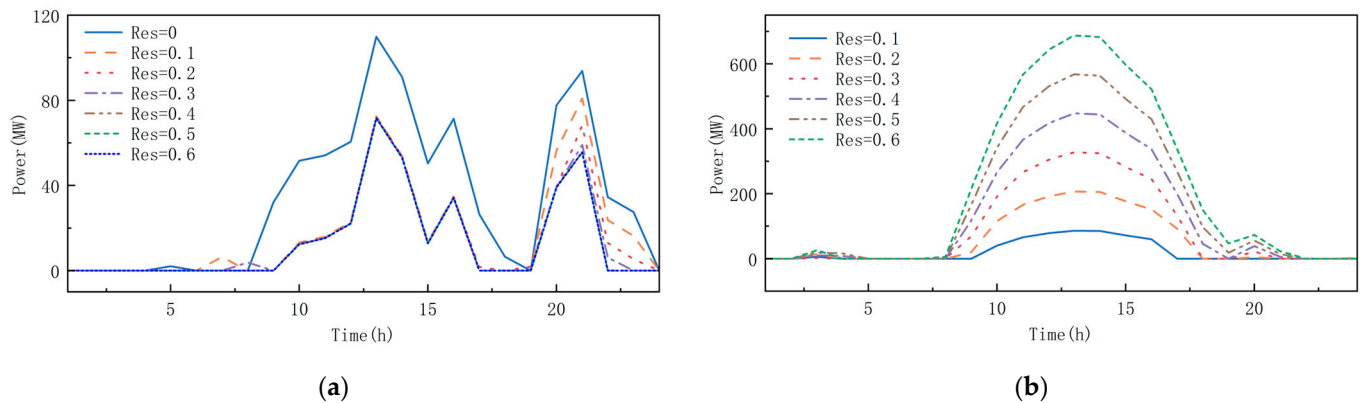 120
80
40
0
Power(MW)
Res=0
Res=0.1
Res=0.2
Res=0.3
Res=0.4
Res=0.5
Res=0.6
5 10 15 20
Time(h)
(a)
600
400
200
0
Power(MW)
Res=0.1
Res=0.2
Res=0.3
Res=0.4
Res=0.5
Res=0.6
5 10 15 20
Time(h)
(b)